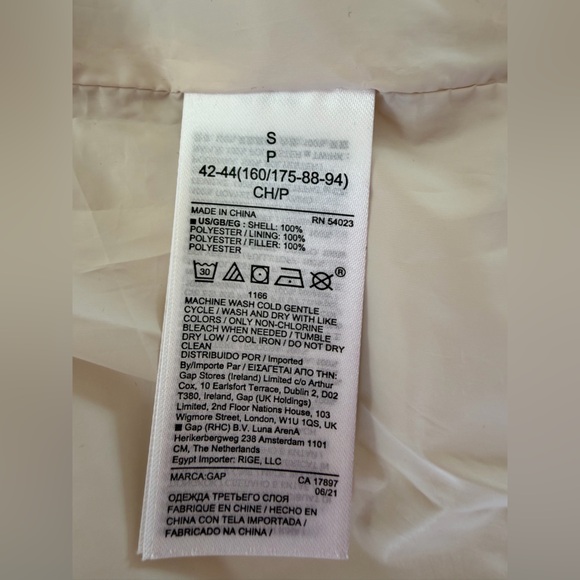 S
P
42-44(160/175-88-94)
CH/P
MADE IN CHINA RN 54023
■ US/GB/EG : SHELL: 100%
POLYESTER / LINING: 100%
POLYESTER / FILLER: 100%
POLYESTER
30 ®
1166
MACHINE WASH COLD GENTLE
CYCLE / WASH AND DRY WITH LIKE
COLORS / ONLY NON-CHLORINE
BLEACH WHEN NEEDED / TUMBLE
DRY LOW / COOL IRON / DO NOT DRY
CLEAN
DISTRIBUIDO POR / Imported
By/Importe Par / ΕΙΣΑΓΕΤΑΙ ΑΠΟ ΤΗΝ:
Gap Stores (Ireland) Limited c/o Arthur
Cox, 10 Earlsfort Terrace, Dublin 2, D02
T380, Ireland, Gap (UK Holdings)
Limited, 2nd Floor Nations House, 103
Wigmore Street, London, W1U 1QS, UK
■ Gap (RHC) B.V. Luna ArenA
Herikerbergweg 238 Amsterdam 1101
CM, The Netherlands
Egypt Importer: RIGE, LLC
MARCA:GAP CA 17897
06/21
ОДЕЖДА ТРЕТЬЕГО СЛОЯ
FABRIQUE EN CHINE / HECHO EN
CHINA CON TELA IMPORTADA /
FABRICADO NA CHINA /